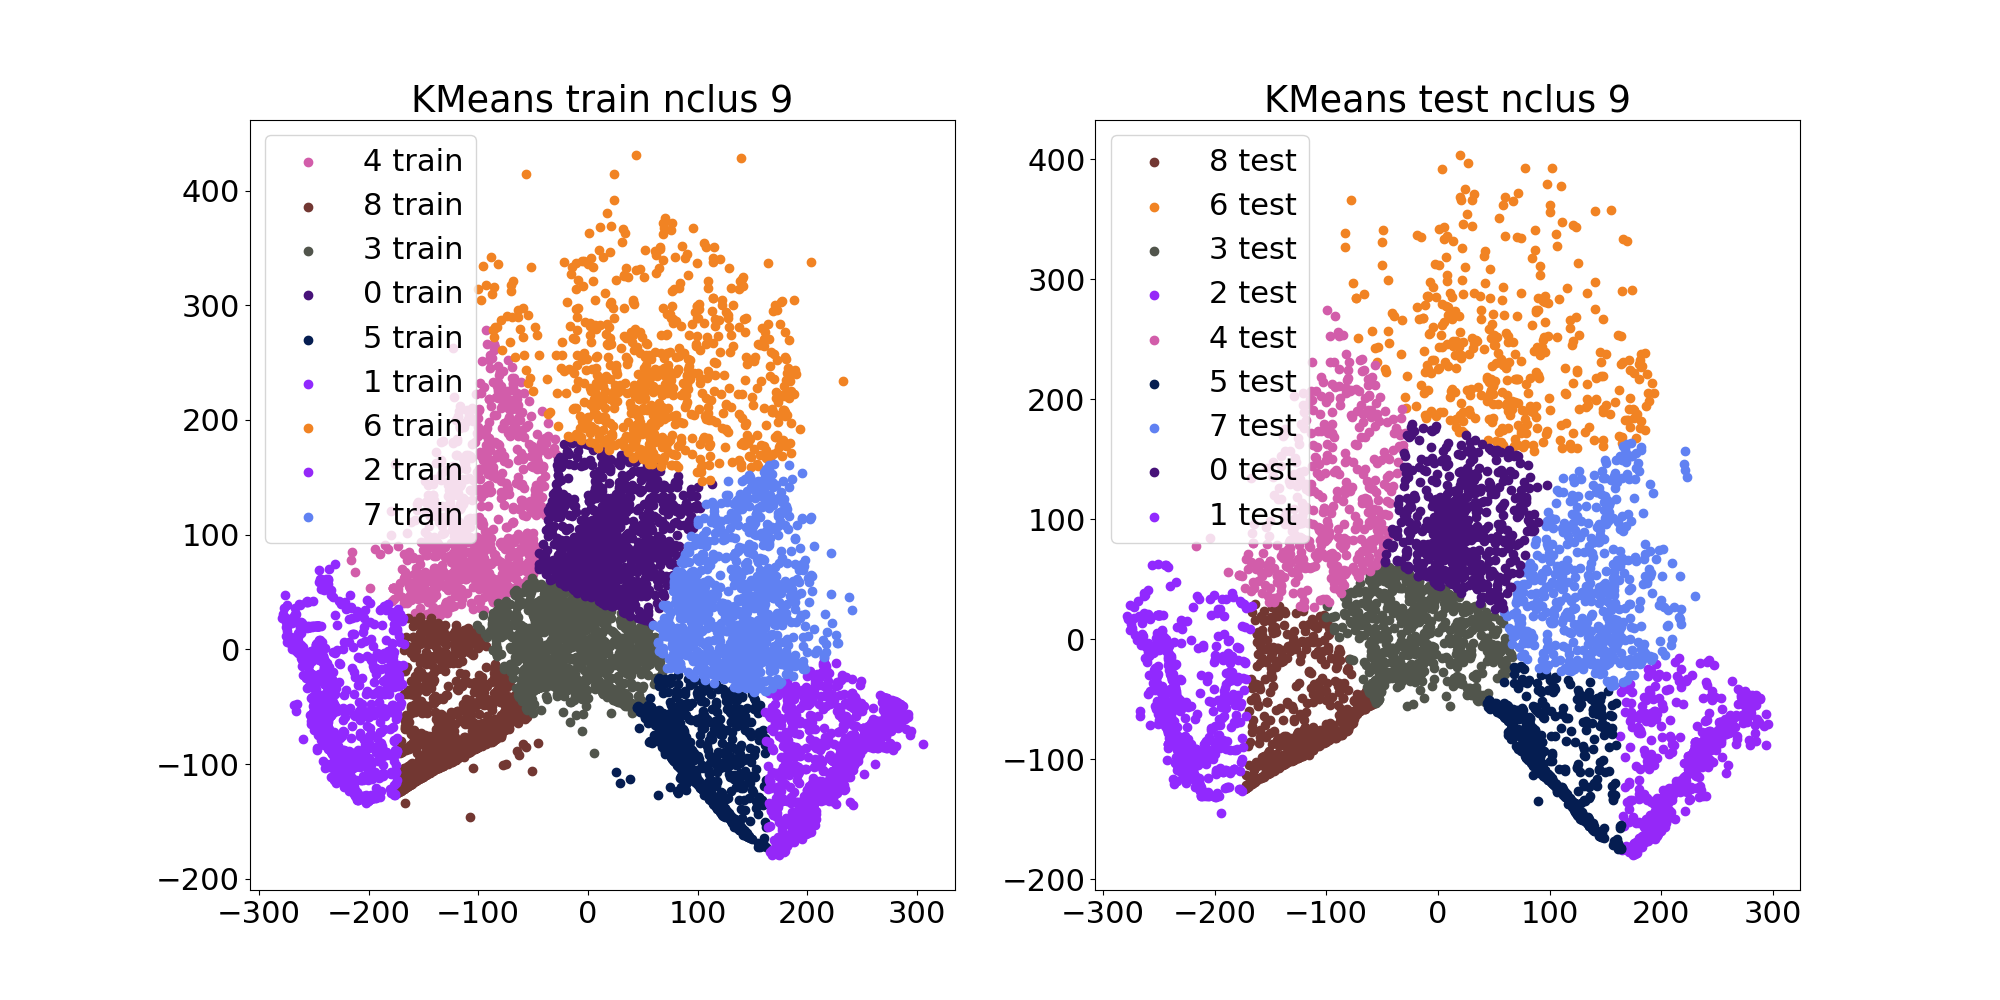 KMeans train nclus 9
4 train
8 train
3 train
0 train
5 train
1 train
6 train
2 train
7 train
400
300
200
100
0
−100
−200
−300 −200 −100 0 100 200 300
KMeans test nclus 9
8 test
6 test
3 test
2 test
4 test
5 test
7 test
0 test
1 test
400
300
200
100
0
−100
−200
−300 −200 −100 0 100 200 300